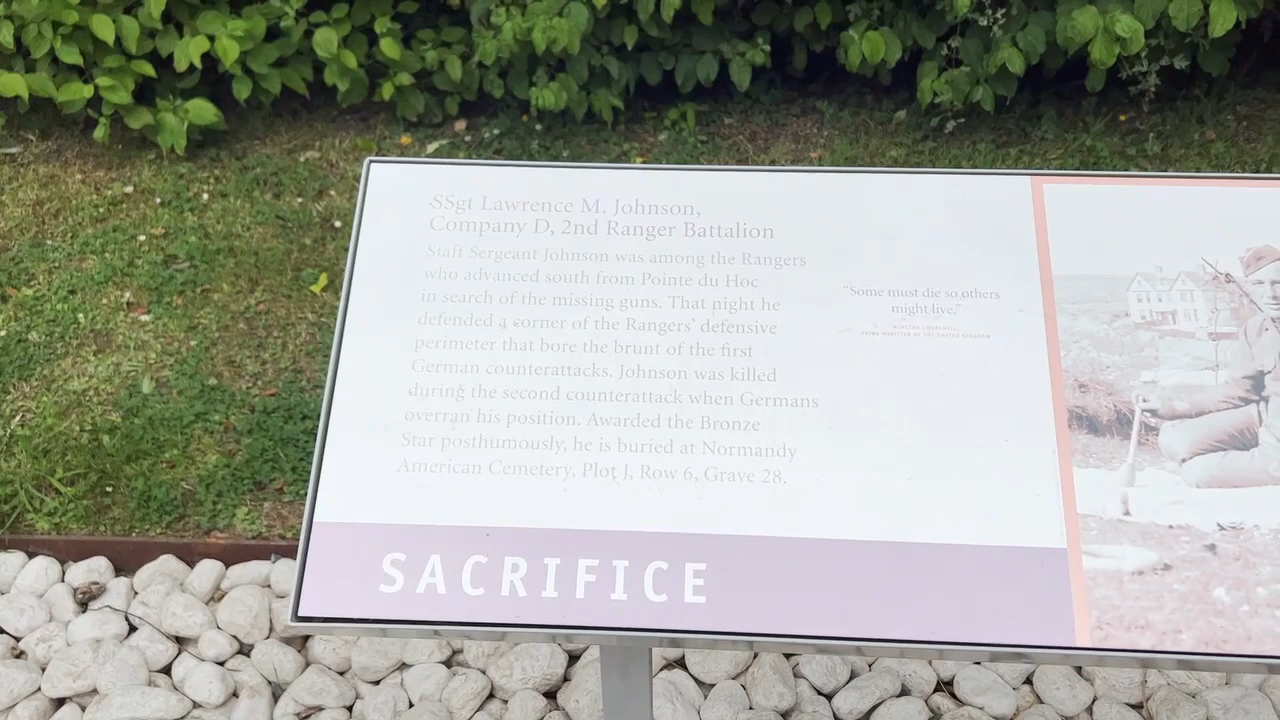 SSgt Lawrence M. Johnson,
Company D, 2nd Ranger Battalion
Staff Sergeant Johnson was among the Rangers
who advanced south from Pointe du Hoc
in search of the missing guns. That night he
defended a corner of the Rangers' defensive
perimeter that bore the brunt of the first
German counterattacks. Johnson was killed
during the second counterattack when Germans
overran his position. Awarded the Bronze
Star posthumously, he is buried at Normandy
American Cemetery, Plot J, Row 6, Grave 28.
“Some must die so others
might live.”
WINSTON CHURCHILL,
PRIME MINISTER OF THE UNITED KINGDOM
SACRIFICE